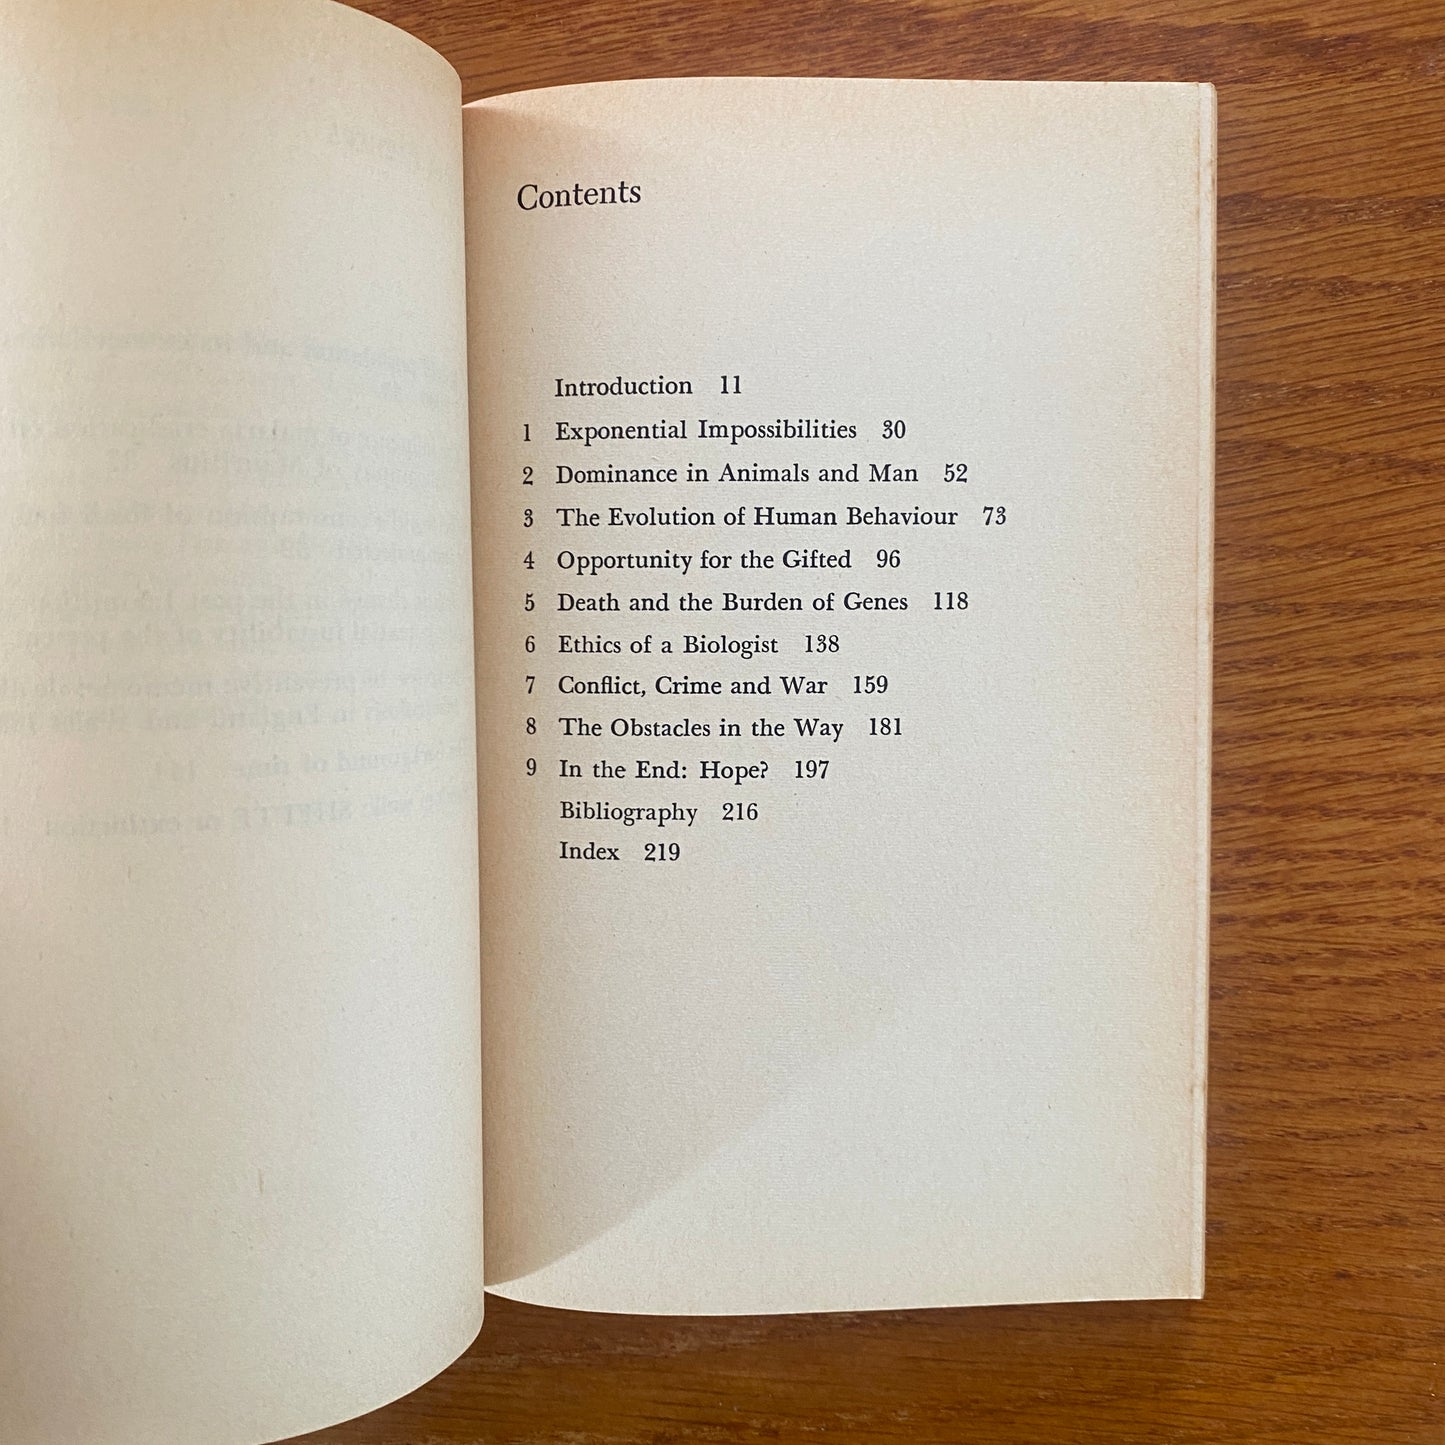 Contents
Introduction 11
1 Exponential Impossibilities 30
2 Dominance in Animals and Man 52
3 The Evolution of Human Behaviour 73
4 Opportunity for the Gifted 96
5 Death and the Burden of Genes 118
6 Ethics of a Biologist 138
7 Conflict, Crime and War 159
8 The Obstacles in the Way 181
9 In the End: Hope? 197
Bibliography 216
Index 219